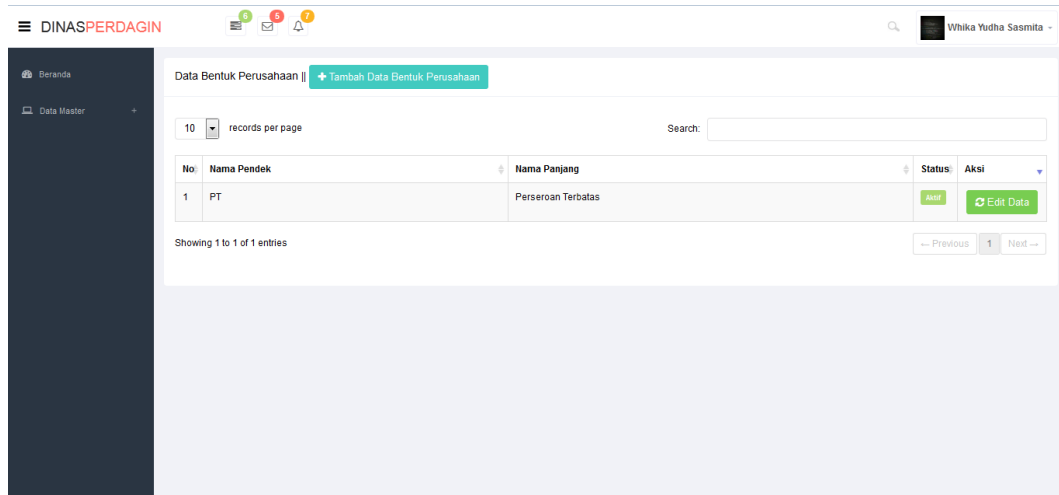 DINASPERDAGIN 6 5 7 Whika Yudha Sasmita
Beranda
Data Master +
Data Bentuk Perusahaan || + Tambah Data Bentuk Perusahaan
10 records per page Search:
No Nama Pendek Nama Panjang Status Aksi
1 PT Perseroan Terbatas Aktif Edit Data
Showing 1 to 1 of 1 entries ← Previous 1 Next →